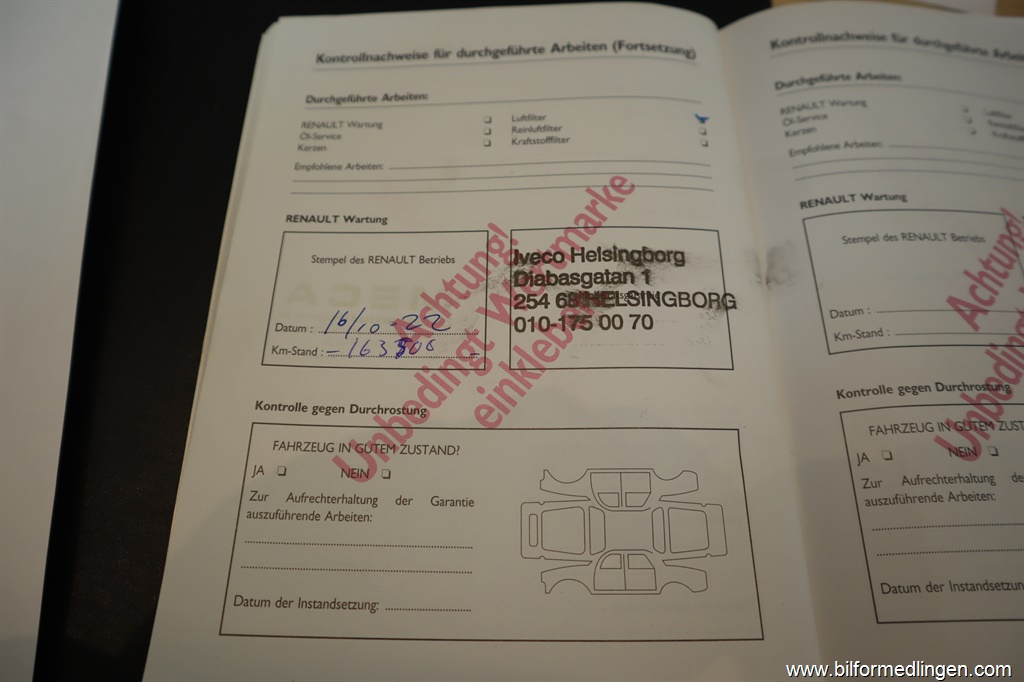 Kontrollnachweise für durchgeführte Arbeiten (Fortsetzung)
Durchgeführte Arbeiten:
RENAULT Wartung
Öl-Service
Kerzen
Luftfilter
Reinluftfilter
Kraftstofffilter
Empfohlene Arbeiten:
RENAULT Wartung
Stempel des RENAULT Betriebs
Datum : 16/10-22
Km-Stand :
Iveco Helsingborg
Diabasgatan 1
254 68 HELSINGBORG
010-175 00 70
Achtung!
Unbedingt Wartmarke
einkleben
Kontrolle gegen Durchrostung
FAHRZEUG IN GUTEM ZUSTAND?
JA NEIN
Zur Aufrechterhaltung der Garantie
auszuführende Arbeiten:
Datum der Instandsetzung:
Kontrollnachweise für durchgeführte
Durchgeführte Arbeiten:
RENAULT Wartung
Öl-Service
Kerzen
Empfohlene Arbeiten:
RENAULT Wartung
Stempel des RENAULT Betriebs
Datum :
Km-Stand :
Achtung!
Kontrolle gegen Durchrostung
FAHRZEUG IN GUTEM
JA NEIN
Zur Aufrechterhaltung der
auszuführende Arbeiten:
Datum der Instandsetzung
www.bilformedlingen.com